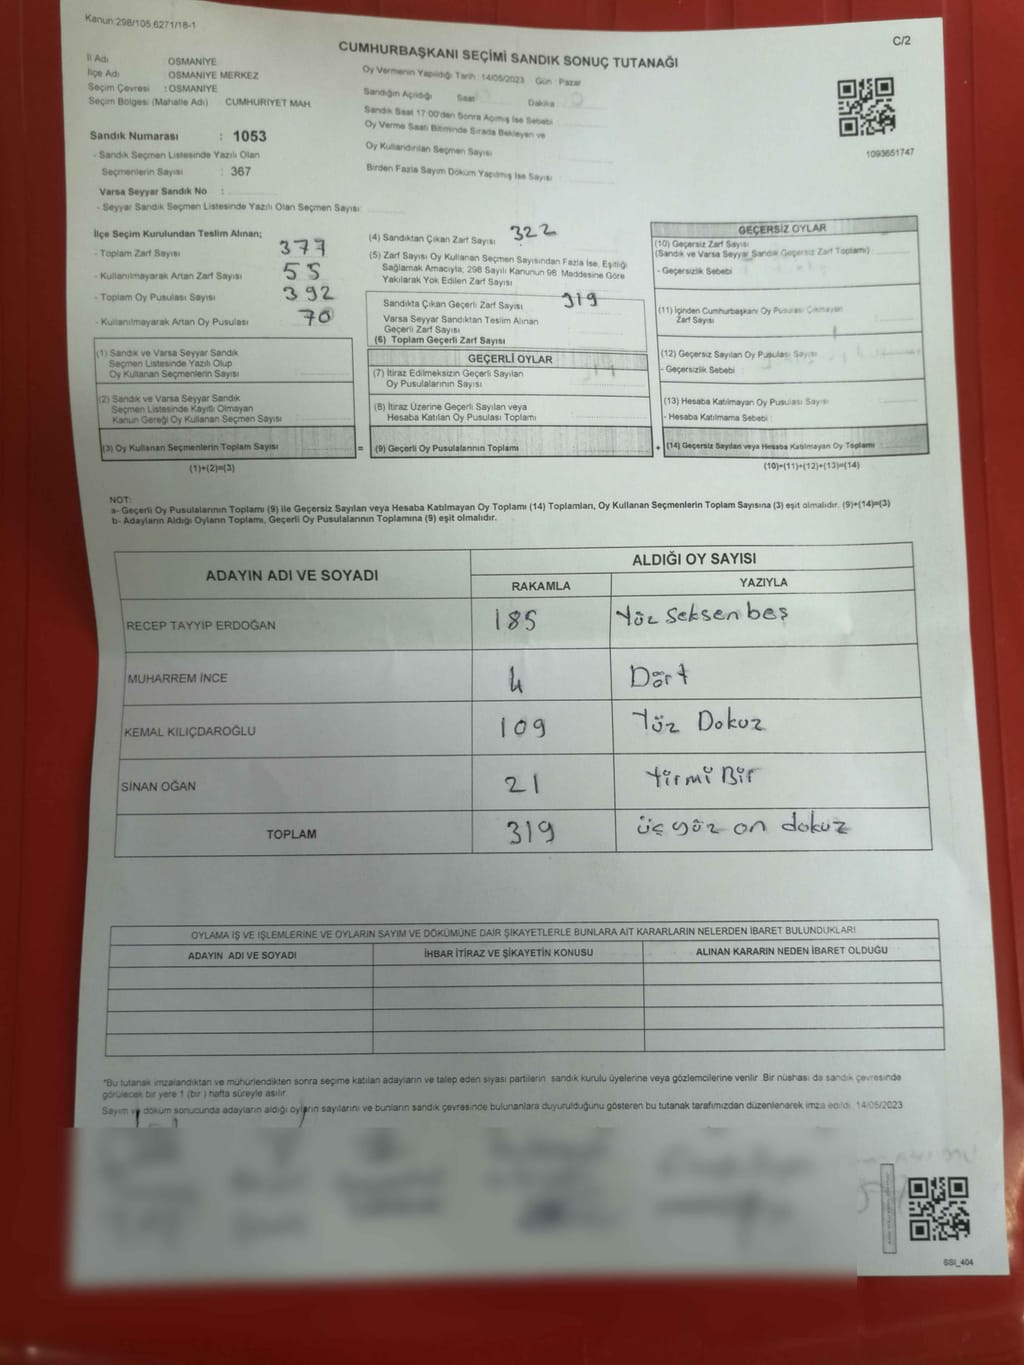 Kanun:298/105.6271/18-1
C/2
CUMHURBAŞKANI SEÇİMİ SANDIK SONUÇ TUTANAĞI
İl Adı OSMANİYE
İlçe Adı OSMANİYE MERKEZ
Seçim Çevresi : OSMANİYE
Seçim Bölgesi (Mahalle Adı) CUMHURİYET MAH.
Sandık Numarası : 1053
- Sandık Seçmen Listesinde Yazılı Olan
Seçmenlerin Sayısı : 367
Varsa Seyyar Sandık No :
- Seyyar Sandık Seçmen Listesinde Yazılı Olan Seçmen Sayısı:
Oy Vermenin Yapıldığı Tarih :14/05/2023 Gün : Pazar
Sandığın Açıldığı Saat Dakika
Sandık Saat 17:00'den Sonra Açımış İse Sebebi
Oy Verme Saati Bitiminde Sırada Bekleyen ve
Oy Kullandırılan Seçmen Sayısı
Birden Fazla Sayım Döküm Yapılmış İse Sayısı :
1093651747
İlçe Seçim Kurulundan Teslim Alınan;
- Toplam Zarf Sayısı 377
- Kullanılmayarak Artan Zarf Sayısı 55
- Toplam Oy Pusulası Sayısı 392
- Kullanılmayarak Artan Oy Pusulası 70
(1) Sandık ve Varsa Seyyar Sandık
Seçmen Listesinde Yazılı Olup
Oy Kullanan Seçmenlerin Sayısı
(2) Sandık ve Varsa Seyyar Sandık
Seçmen Listesinde Kayıtlı Olmayan
Kanun Gereği Oy Kullanan Seçmen Sayısı
(3) Oy Kullanan Seçmenlerin Toplam Sayısı =
(1)+(2)=(3)
(4) Sandıktan Çıkan Zarf Sayısı 322
(5) Zarf Sayısı Oy Kullanan Seçmen Sayısından Fazla İse, Eşitliği
Sağlamak Amacıyla; 298 Sayılı Kanunun 98. Maddesine Göre
Yakılarak Yok Edilen Zarf Sayısı
Sandıkta Çıkan Geçerli Zarf Sayısı 319
Varsa Seyyar Sandıktan Teslim Alınan
Geçerli Zarf Sayısı
(6) Toplam Geçerli Zarf Sayısı
GEÇERLİ OYLAR
(7) İtiraz Edilmeksizin Geçerli Sayılan
Oy Pusulalarının Sayısı
(8) İtiraz Üzerine Geçerli Sayılan veya
Hesaba Katılan Oy Pusulası Toplamı
(9) Geçerli Oy Pusulalarının Toplamı +
GEÇERSİZ OYLAR
(10) Geçersiz Zarf Sayısı
(Sandık ve Varsa Seyyar Sandık Geçersiz Zarf Toplamı)
- Geçersizlik Sebebi
(11) İçinden Cumhurbaşkanı Oy Pusulası Çıkmayan
Zarf Sayısı
(12) Geçersiz Sayılan Oy Pusulası Sayısı
- Geçersizlik Sebebi
(13) Hesaba Katılmayan Oy Pusulası Sayısı
- Hesaba Katılmama Sebebi
(14) Geçersiz Sayılan veya Hesaba Katılmayan Oy Toplamı
(10)+(11)+(12)+(13)=(14)
NOT:
a- Geçerli Oy Pusulalarının Toplamı (9) ile Geçersiz Sayılan veya Hesaba Katılmayan Oy Toplamı (14) Toplamları, Oy Kullanan Seçmenlerin Toplam Sayısına (3) eşit olmalıdır. (9)+(14)=(3)
b- Adayların Aldığı Oyların Toplamı, Geçerli Oy Pusulalarının Toplamına (9) eşit olmalıdır.
ADAYIN ADI VE SOYADI ALDIĞI OY SAYISI
RAKAMLA YAZIYLA
RECEP TAYYİP ERDOĞAN 185 Yüz Seksen beş
MUHARREM İNCE 4 Dört
KEMAL KILIÇDAROĞLU 109 Yüz Dokuz
SİNAN OĞAN 21 Yirmi Bir
TOPLAM 319 üç yüz on dokuz
OYLAMA İŞ VE İŞLEMLERİNE VE OYLARIN SAYIM VE DÖKÜMÜNE DAİR ŞİKAYETLERLE BUNLARA AİT KARARLARIN NELERDEN İBARET BULUNDUKLARI
ADAYIN ADI VE SOYADI İHBAR İTİRAZ VE ŞİKAYETİN KONUSU ALINAN KARARIN NEDEN İBARET OLDUĞU
*Bu tutanak imzalandıktan ve mühürlendikten sonra seçime katılan adayların ve talep eden siyasi partilerin sandık kurulu üyelerine veya gözlemcilerine verilir. Bir nüshası da sandık çevresinde
görülecek bir yere 1 (bir ) hafta süreyle asılır.
Sayım ve döküm sonucunda adayların aldığı oyların sayılarını ve bunların sandık çevresinde bulunanlara duyurulduğunu gösteren bu tutanak tarafımızdan düzenlenerek imza edildi. 14/05/2023
SSI_404